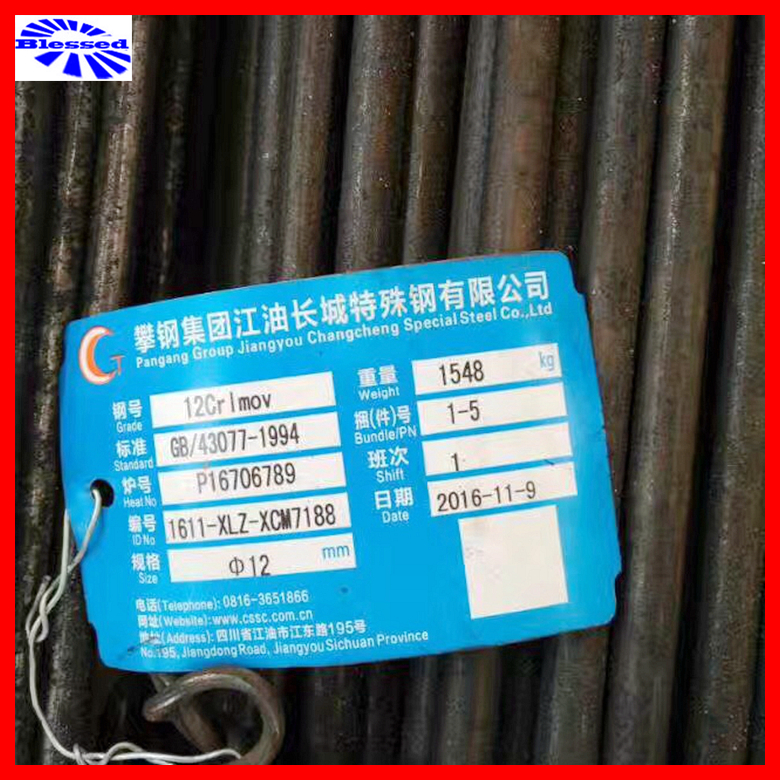 Blessed
攀钢集团江油长城特殊钢有限公司
Pangang Group Jiangyou Changcheng Special Steel Co.,Ltd
钢号 12Crlmov
Grade
标准 GB/43077-1994
Standard
炉号 P16706789
Heat No
编号 1611-XLZ-XCM7188
ID No
规格 Φ12 mm
Size
重量 1548 kg
Weight
捆(件)号 1-5
Bundle/PN
班次 1
Shift
日期 2016-11-9
Date
电话(Telephone): 0816-3651866
网址(Website): www.cssc.com.cn
地址(Address): 四川省江油市江东路195号
No.195, Jiangdong Road, Jiangyou Sichuan Province